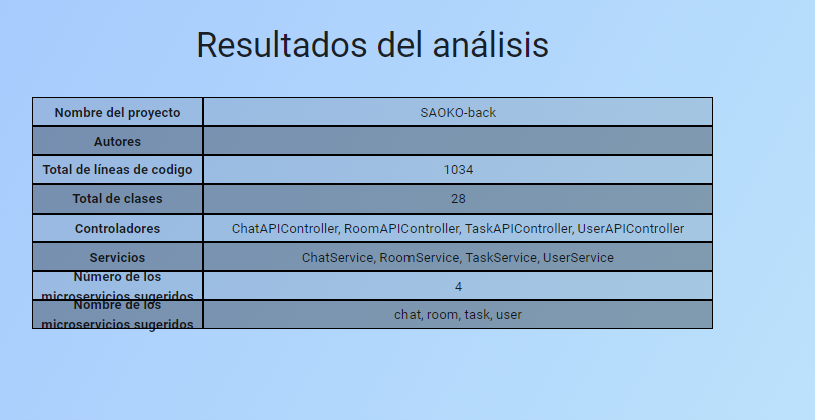 Resultados del análisis
Nombre del proyecto SAOKO-back
Autores
Total de líneas de codigo 1034
Total de clases 28
Controladores ChatAPIController, RoomAPIController, TaskAPIController, UserAPIController
Servicios ChatService, RoomService, TaskService, UserService
Número de los
microservicios sugeridos 4
Nombre de los
microservicios sugeridos chat, room, task, user